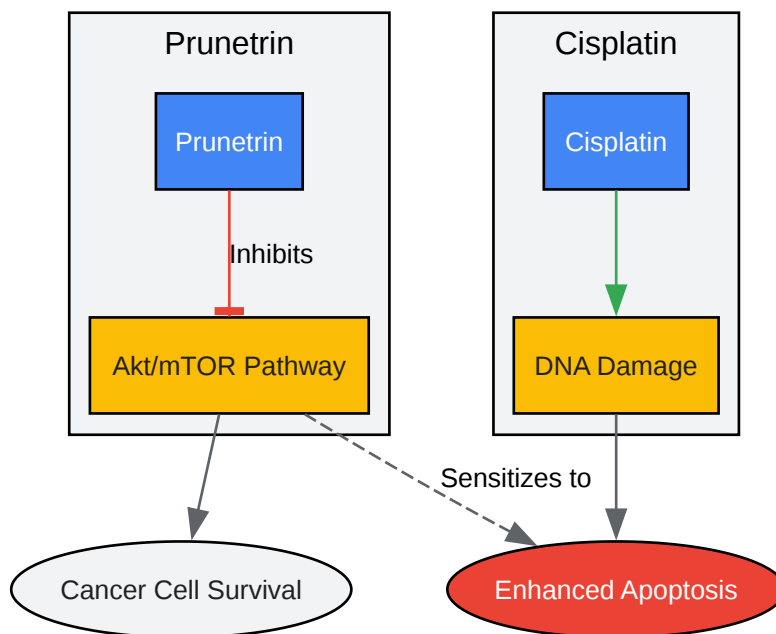 Prunetrin
Cisplatin
Prunetrin
Cisplatin
Inhibits
Akt/mTOR Pathway
DNA Damage
Sensitizes to
Cancer Cell Survival
Enhanced Apoptosis